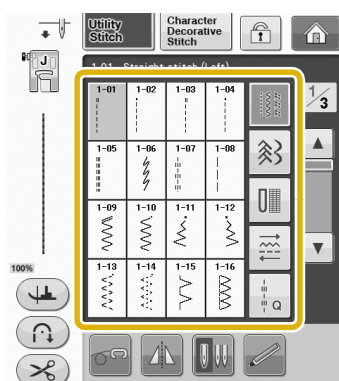 Utility
Stitch
Character
Decorative
Stitch
J
1-01 Straight stitch (Left)
1/3
1-01 1-02 1-03 1-04
1-05 1-06 1-07 1-08
1-09 1-10 1-11 1-12
100%
1-13 1-14 1-15 1-16
Q